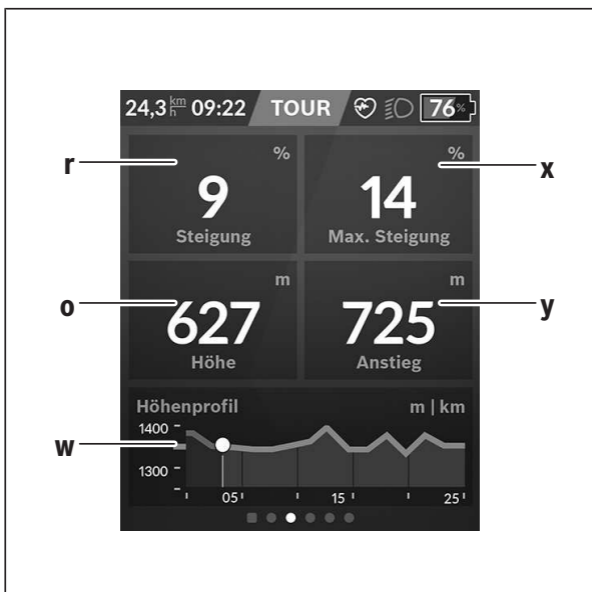 24,3 km/h 09:22 TOUR 76%
r % % x
9 14
Steigung Max. Steigung
o m m y
627 725
Höhe Anstieg
Höhenprofil m | km
1400
w
1300
05 15 25